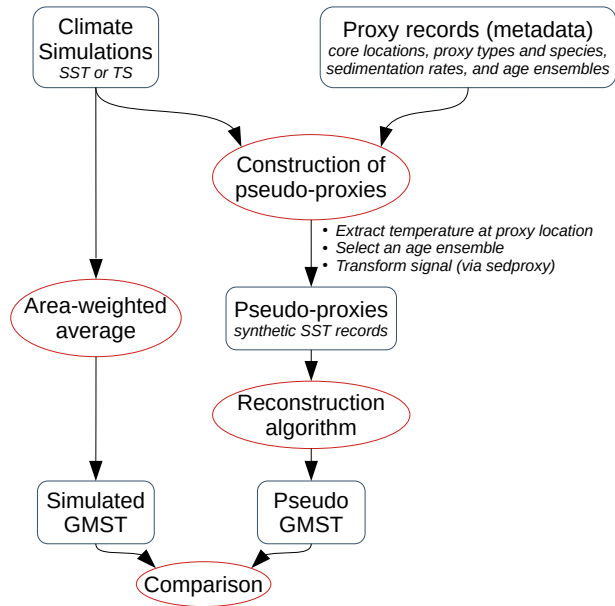 Climate
Simulations
SST or TS
Proxy records (metadata)
core locations, proxy types and species,
sedimentation rates, and age ensembles
Construction of
pseudo-proxies
• Extract temperature at proxy location
• Select an age ensemble
• Transform signal (via sedproxy)
Area-weighted
average
Pseudo-proxies
synthetic SST records
Reconstruction
algorithm
Simulated
GMST
Pseudo
GMST
Comparison